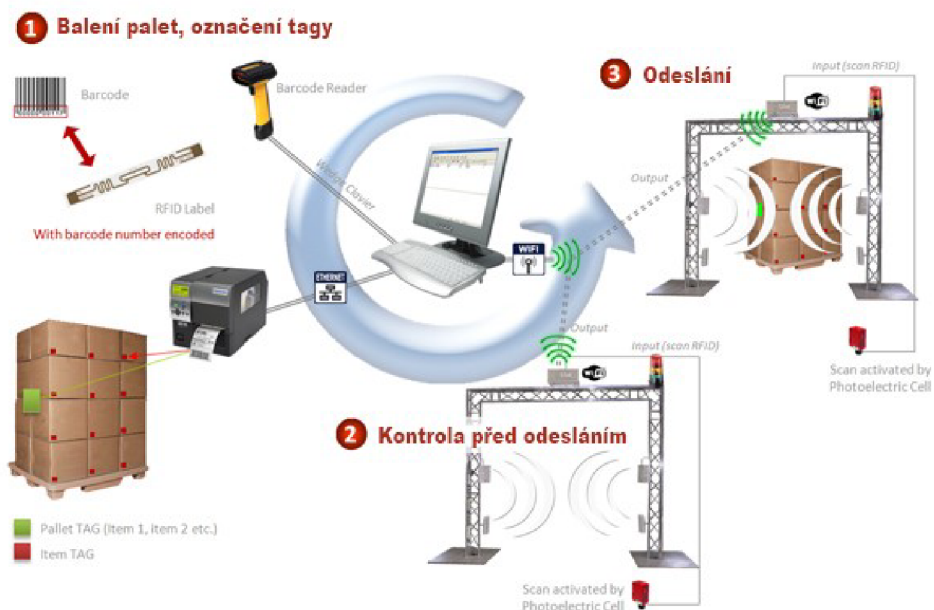 1 Balení palet, označení tagy
Barcode
Barcode Reader
RFID Label
With barcode number encoded
Wedge Clavier
ETHERNET
WIFI
Output
3 Odeslání
Input (scan RFID)
WiFi
Output
Scan activated by
Photoelectric Cell
Input (scan RFID)
WiFi
2 Kontrola před odesláním
Pallet TAG (Item 1, item 2 etc.)
Item TAG
Scan activated by
Photoelectric Cell